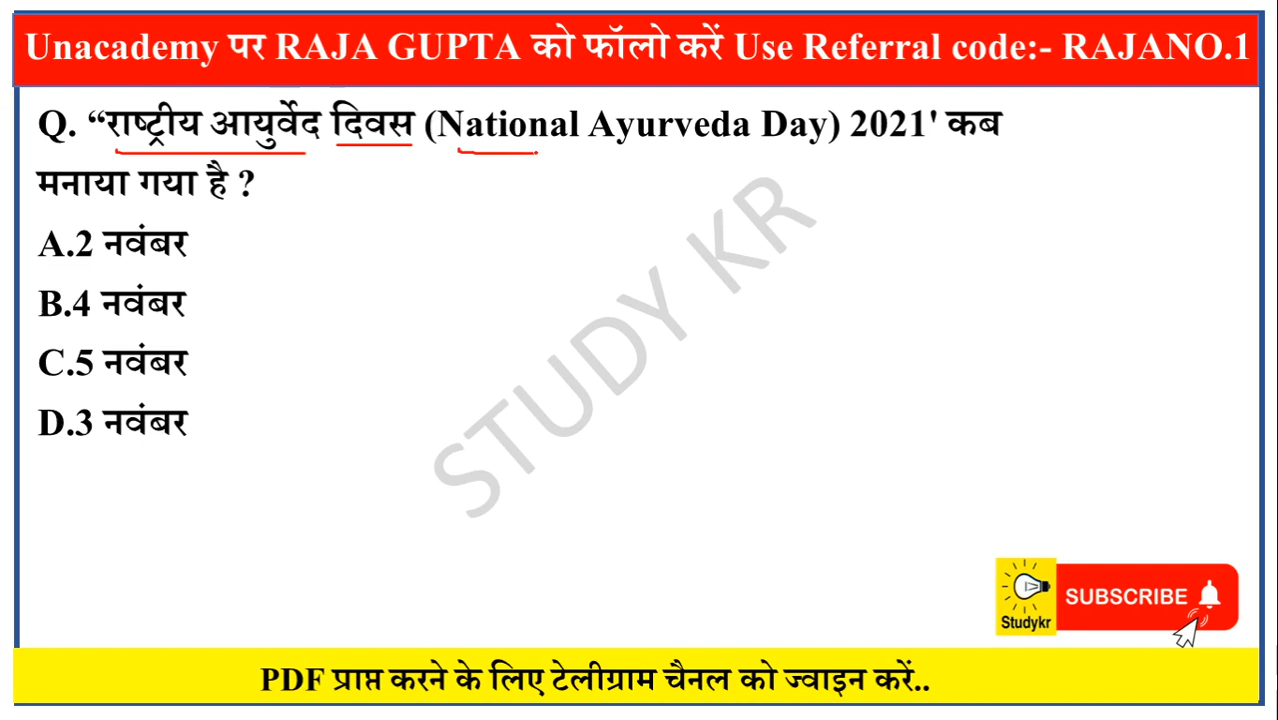 Unacademy पर RAJA GUPTA को फॉलो करें Use Referral code:- RAJANO.1
Q. “राष्ट्रीय आयुर्वेद दिवस (National Ayurveda Day) 2021' कब
मनाया गया है ?
A.2 नवंबर
B.4 नवंबर
C.5 नवंबर
D.3 नवंबर
STUDY KR
SUBSCRIBE
Studykr
PDF प्राप्त करने के लिए टेलीग्राम चैनल को ज्वाइन करें..